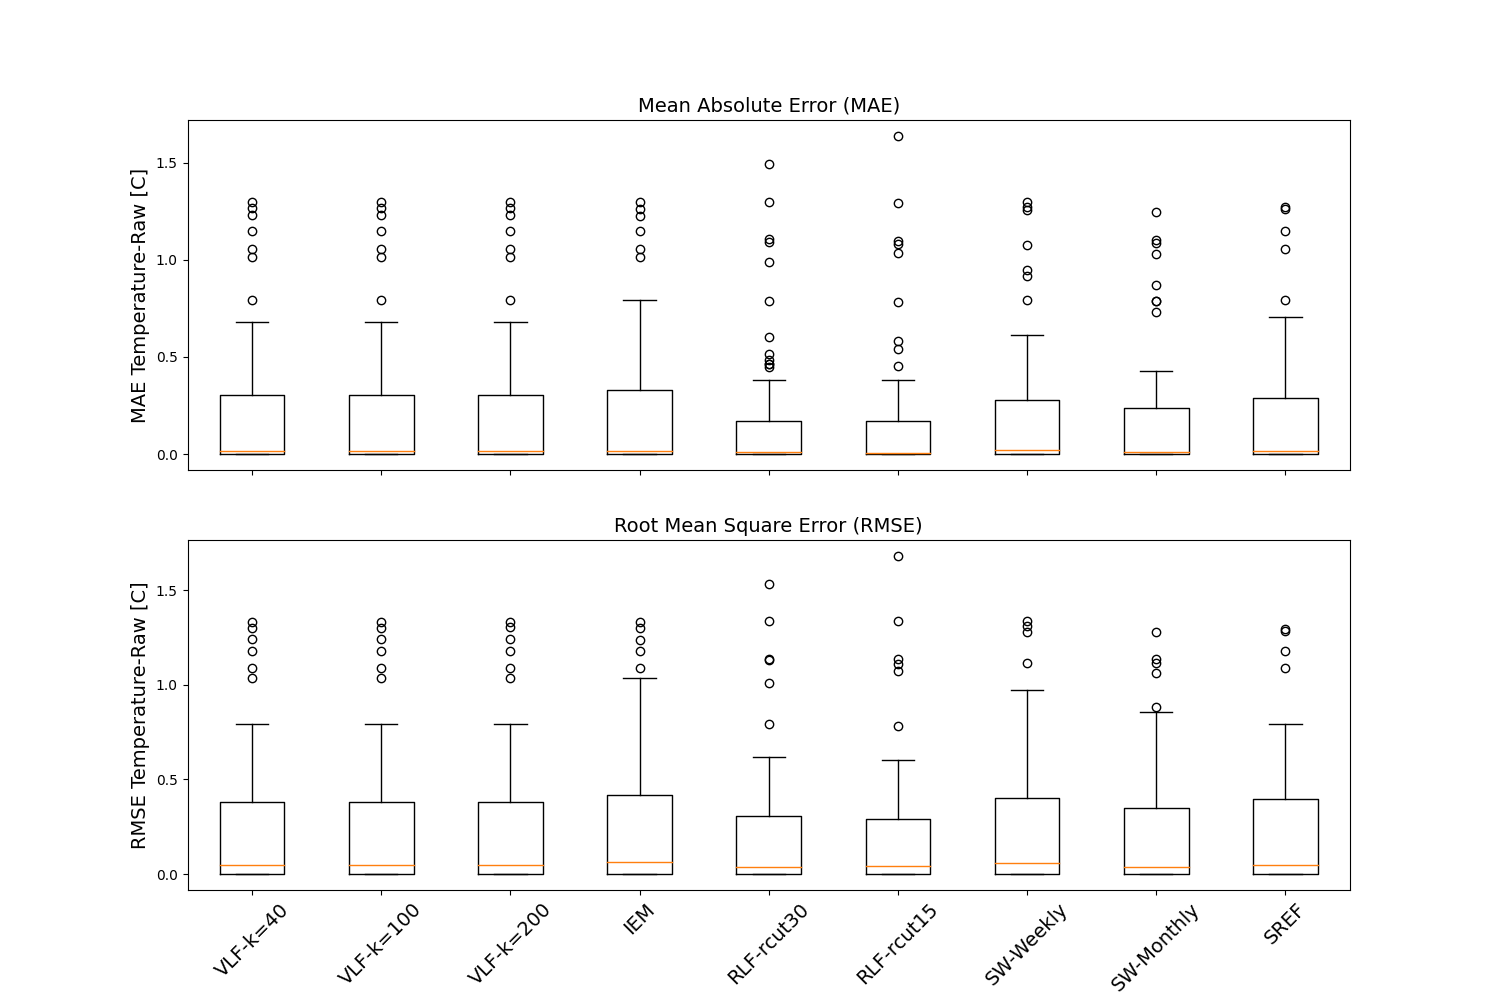 Mean Absolute Error (MAE)
MAE Temperature-Raw [C]
1.5
1.0
0.5
0.0
Root Mean Square Error (RMSE)
RMSE Temperature-Raw [C]
1.5
1.0
0.5
0.0
VLF-k=40
VLF-k=100
VLF-k=200
IEM
RLF-rcut30
RLF-rcut15
SW-Weekly
SW-Monthly
SREF